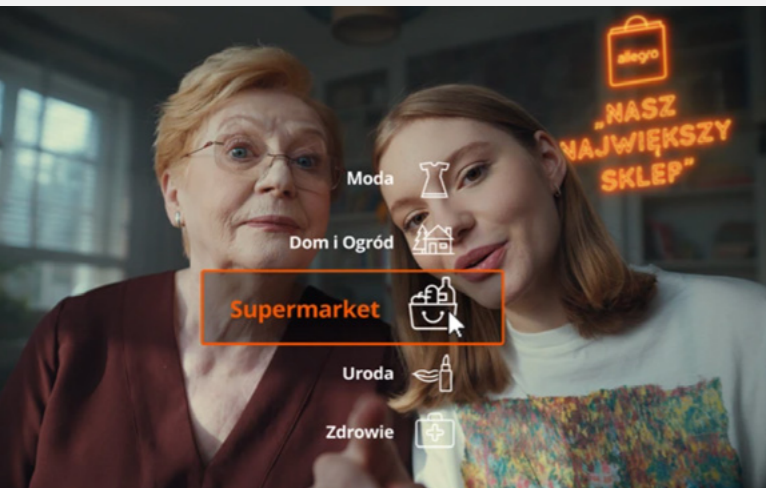 allegro
„NASZ
NAJWIĘKSZY
SKLEP”
Moda
Dom i Ogród
Supermarket
Uroda
Zdrowie